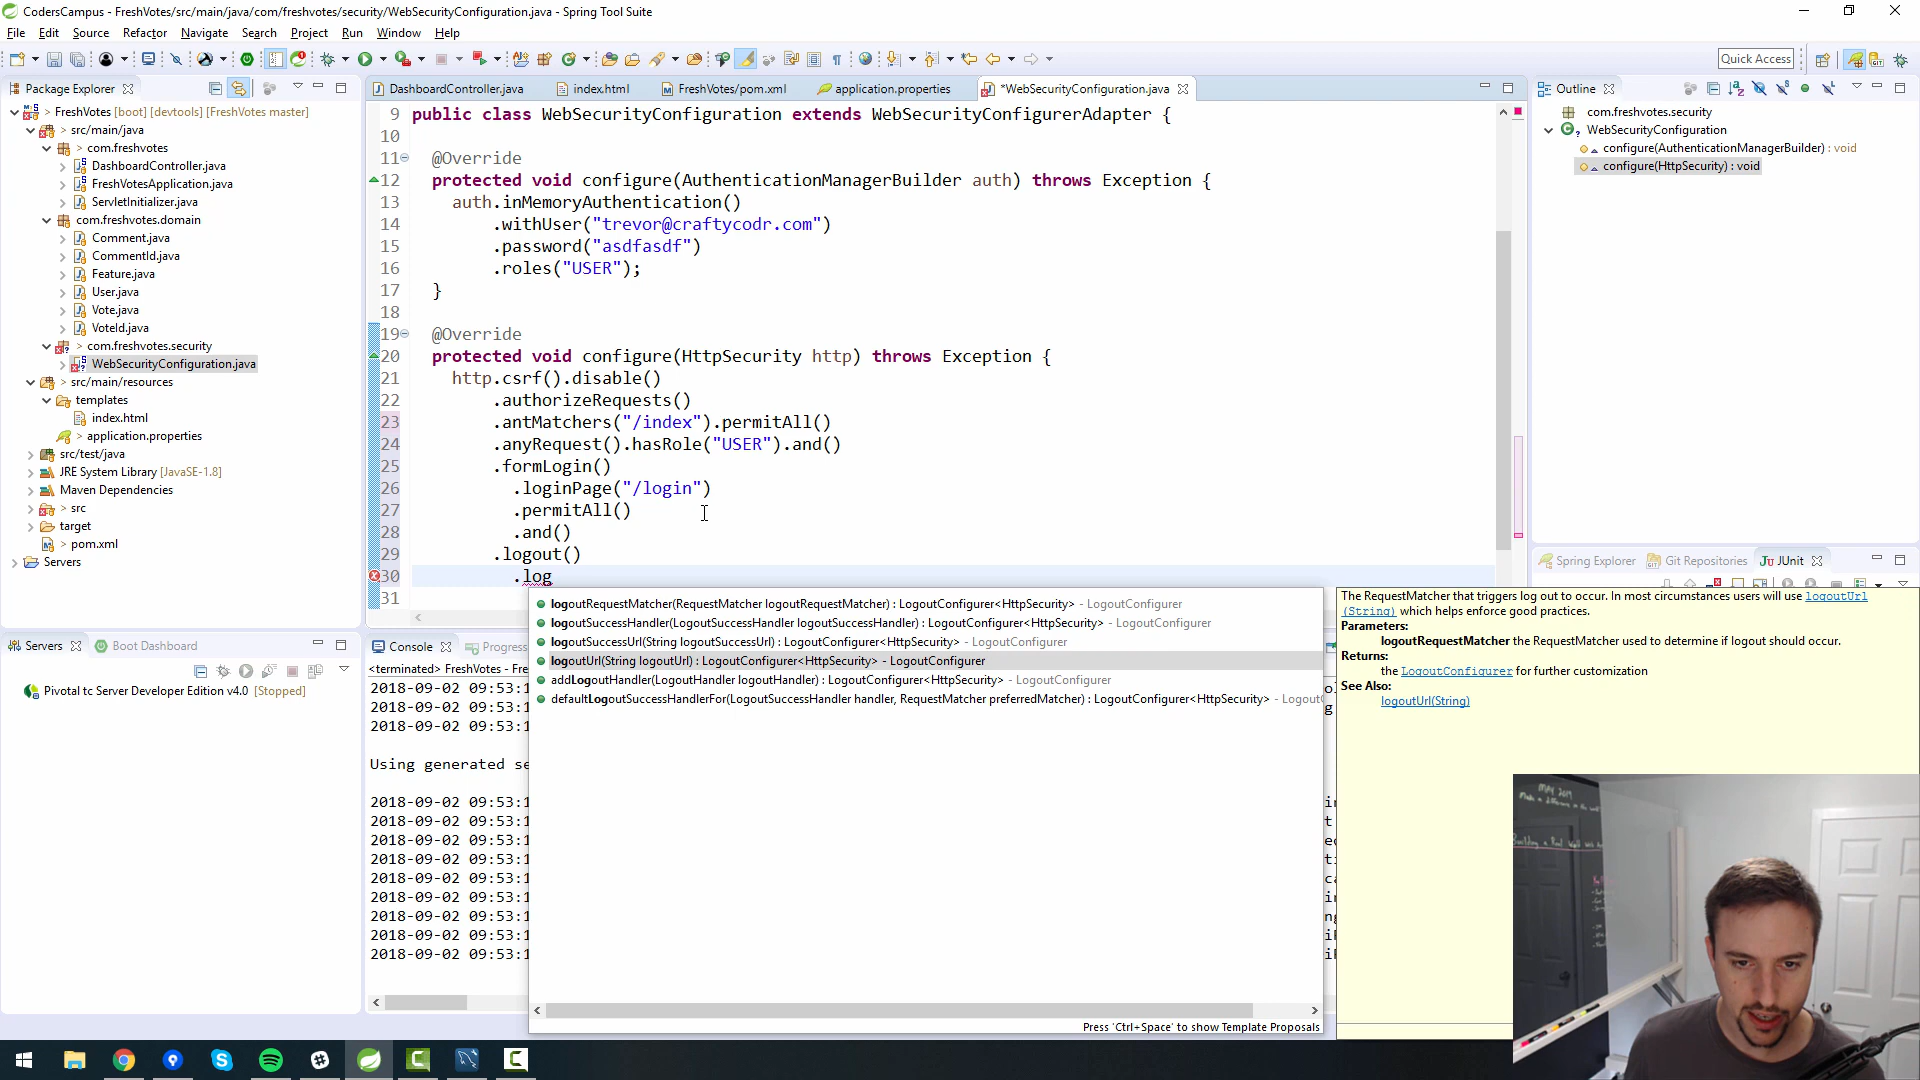 CodersCampus - FreshVotes/src/main/java/com/freshvotes/security/WebSecurityConfiguration.java - Spring Tool Suite
File Edit Source Refactor Navigate Search Project Run Window Help
Quick Access
Package Explorer
FreshVotes [boot] [devtools] [FreshVotes master]
src/main/java
com.freshvotes
DashboardController.java
FreshVotesApplication.java
ServletInitializer.java
com.freshvotes.domain
Comment.java
CommentId.java
Feature.java
User.java
Vote.java
VoteId.java
com.freshvotes.security
WebSecurityConfiguration.java
src/main/resources
templates
index.html
application.properties
src/test/java
JRE System Library [JavaSE-1.8]
Maven Dependencies
src
target
pom.xml
Servers
DashboardController.java index.html FreshVotes/pom.xml application.properties *WebSecurityConfiguration.java
9 public class WebSecurityConfiguration extends WebSecurityConfigurerAdapter {
10
11 @Override
12 protected void configure(AuthenticationManagerBuilder auth) throws Exception {
13 auth.inMemoryAuthentication()
14 .withUser("trevor@craftycodr.com")
15 .password("asdfasdf")
16 .roles("USER");
17 }
18
19 @Override
20 protected void configure(HttpSecurity http) throws Exception {
21 http.csrf().disable()
22 .authorizeRequests()
23 .antMatchers("/index").permitAll()
24 .anyRequest().hasRole("USER").and()
25 .formLogin()
26 .loginPage("/login")
27 .permitAll()
28 .and()
29 .logout()
30 .log
31
logoutRequestMatcher(RequestMatcher logoutRequestMatcher) : LogoutConfigurer<HttpSecurity> - LogoutConfigurer
logoutSuccessHandler(LogoutSuccessHandler logoutSuccessHandler) : LogoutConfigurer<HttpSecurity> - LogoutConfigurer
logoutSuccessUrl(String logoutSuccessUrl) : LogoutConfigurer<HttpSecurity> - LogoutConfigurer
logoutUrl(String logoutUrl) : LogoutConfigurer<HttpSecurity> - LogoutConfigurer
addLogoutHandler(LogoutHandler logoutHandler) : LogoutConfigurer<HttpSecurity> - LogoutConfigurer
defaultLogoutSuccessHandlerFor(LogoutSuccessHandler handler, RequestMatcher preferredMatcher) : LogoutConfigurer<HttpSecurity> - Logout
Press 'Ctrl+Space' to show Template Proposals
The RequestMatcher that triggers log out to occur. In most circumstances users will use logoutUrl
(String) which helps enforce good practices.
Parameters:
logoutRequestMatcher the RequestMatcher used to determine if logout should occur.
Returns:
the LogoutConfigurer for further customization
See Also:
logoutUrl(String)
Outline
com.freshvotes.security
WebSecurityConfiguration
configure(AuthenticationManagerBuilder) : void
configure(HttpSecurity) : void
Spring Explorer Git Repositories JUnit
Servers Boot Dashboard
Pivotal tc Server Developer Edition v4.0 [Stopped]
Console Progress
<terminated> FreshVotes - Fre
2018-09-02 09:53:1
2018-09-02 09:53:1
2018-09-02 09:53:1
Using generated se
2018-09-02 09:53:1
2018-09-02 09:53:1
2018-09-02 09:53:1
2018-09-02 09:53:1
2018-09-02 09:53:1
2018-09-02 09:53:1
2018-09-02 09:53:1
2018-09-02 09:53:1
2018-09-02 09:53:1
MAY 2019